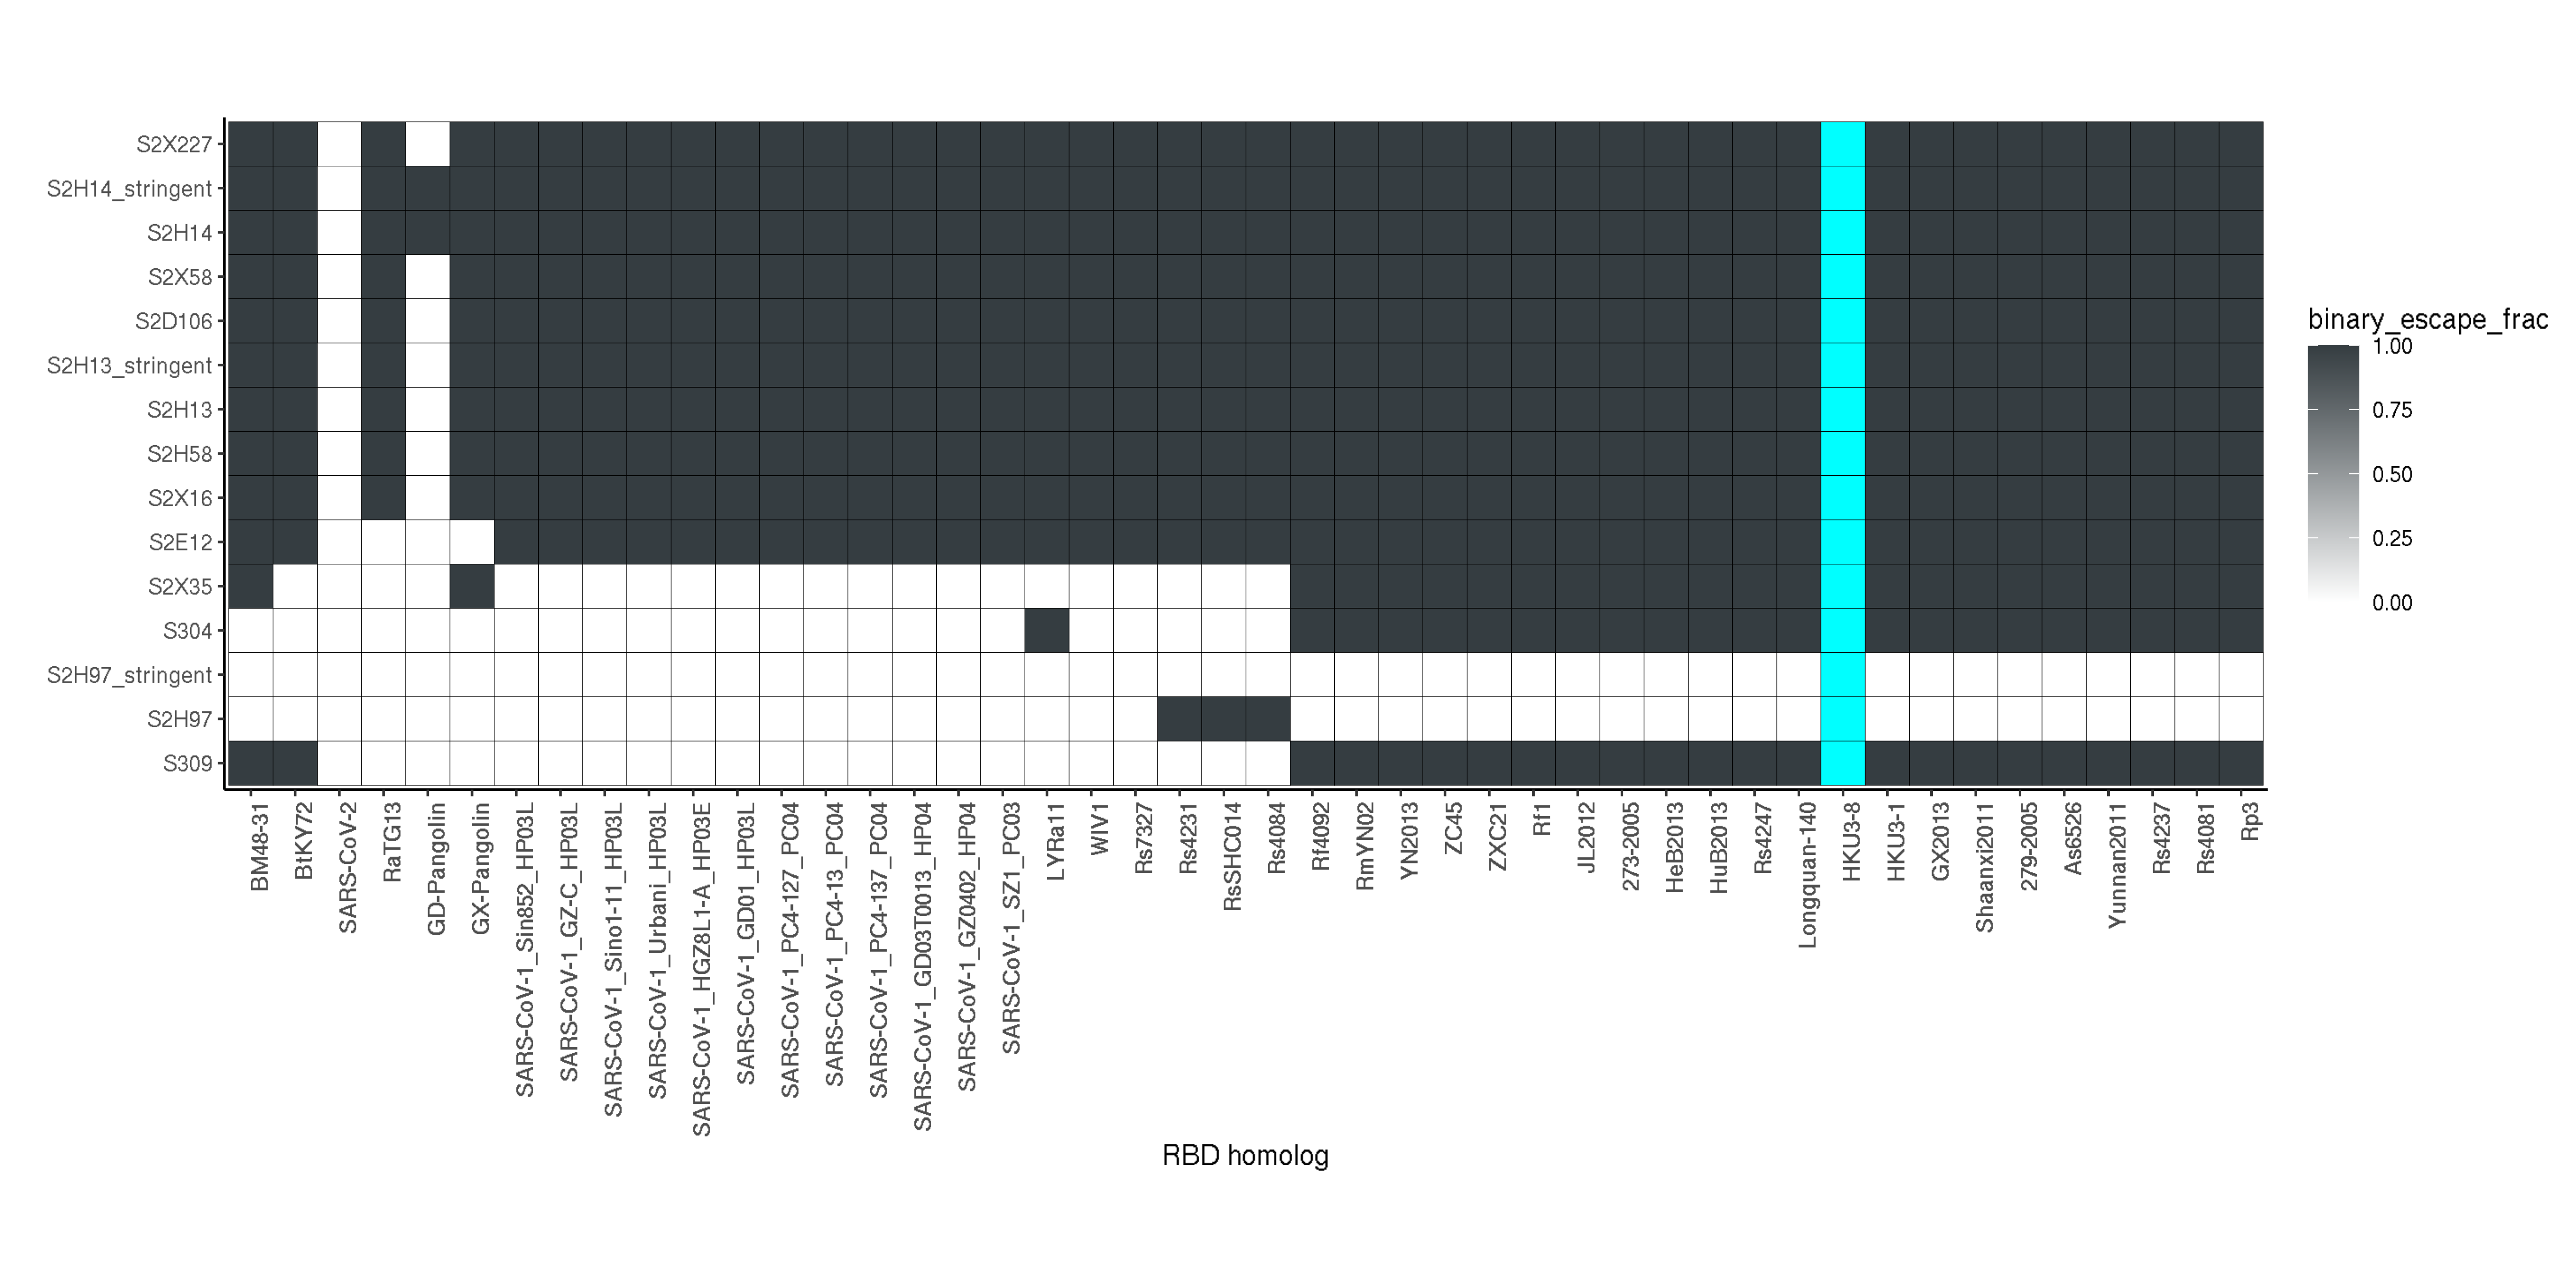 S2X227
S2H14_stringent
S2H14
S2X58
S2D106
S2H13_stringent
S2H13
S2H58
S2X16
S2E12
S2X35
S304
S2H97_stringent
S2H97
S309
BM48-31
BtKY72
SARS-CoV-2
RaTG13
GD-Pangolin
GX-Pangolin
SARS-CoV-1_Sin852_HP03L
SARS-CoV-1_GZ-C_HP03L
SARS-CoV-1_Sino1-11_HP03L
SARS-CoV-1_Urbani_HP03L
SARS-CoV-1_HGZ8L1-A_HP03E
SARS-CoV-1_GD01_HP03L
SARS-CoV-1_PC4-127_PC04
SARS-CoV-1_PC4-13_PC04
SARS-CoV-1_PC4-137_PC04
SARS-CoV-1_GD03T0013_HP04
SARS-CoV-1_GZ0402_HP04
SARS-CoV-1_SZ1_PC03
LYRa11
WIV1
Rs7327
Rs4231
RsSHC014
Rs4084
Rf4092
RmYN02
YN2013
ZC45
ZXC21
Rf1
JL2012
273-2005
HeB2013
HuB2013
Rs4247
Longquan-140
HKU3-8
HKU3-1
GX2013
Shaanxi2011
279-2005
As6526
Yunnan2011
Rs4237
Rs4081
Rp3
RBD homolog
binary_escape_frac
1.00
0.75
0.50
0.25
0.00